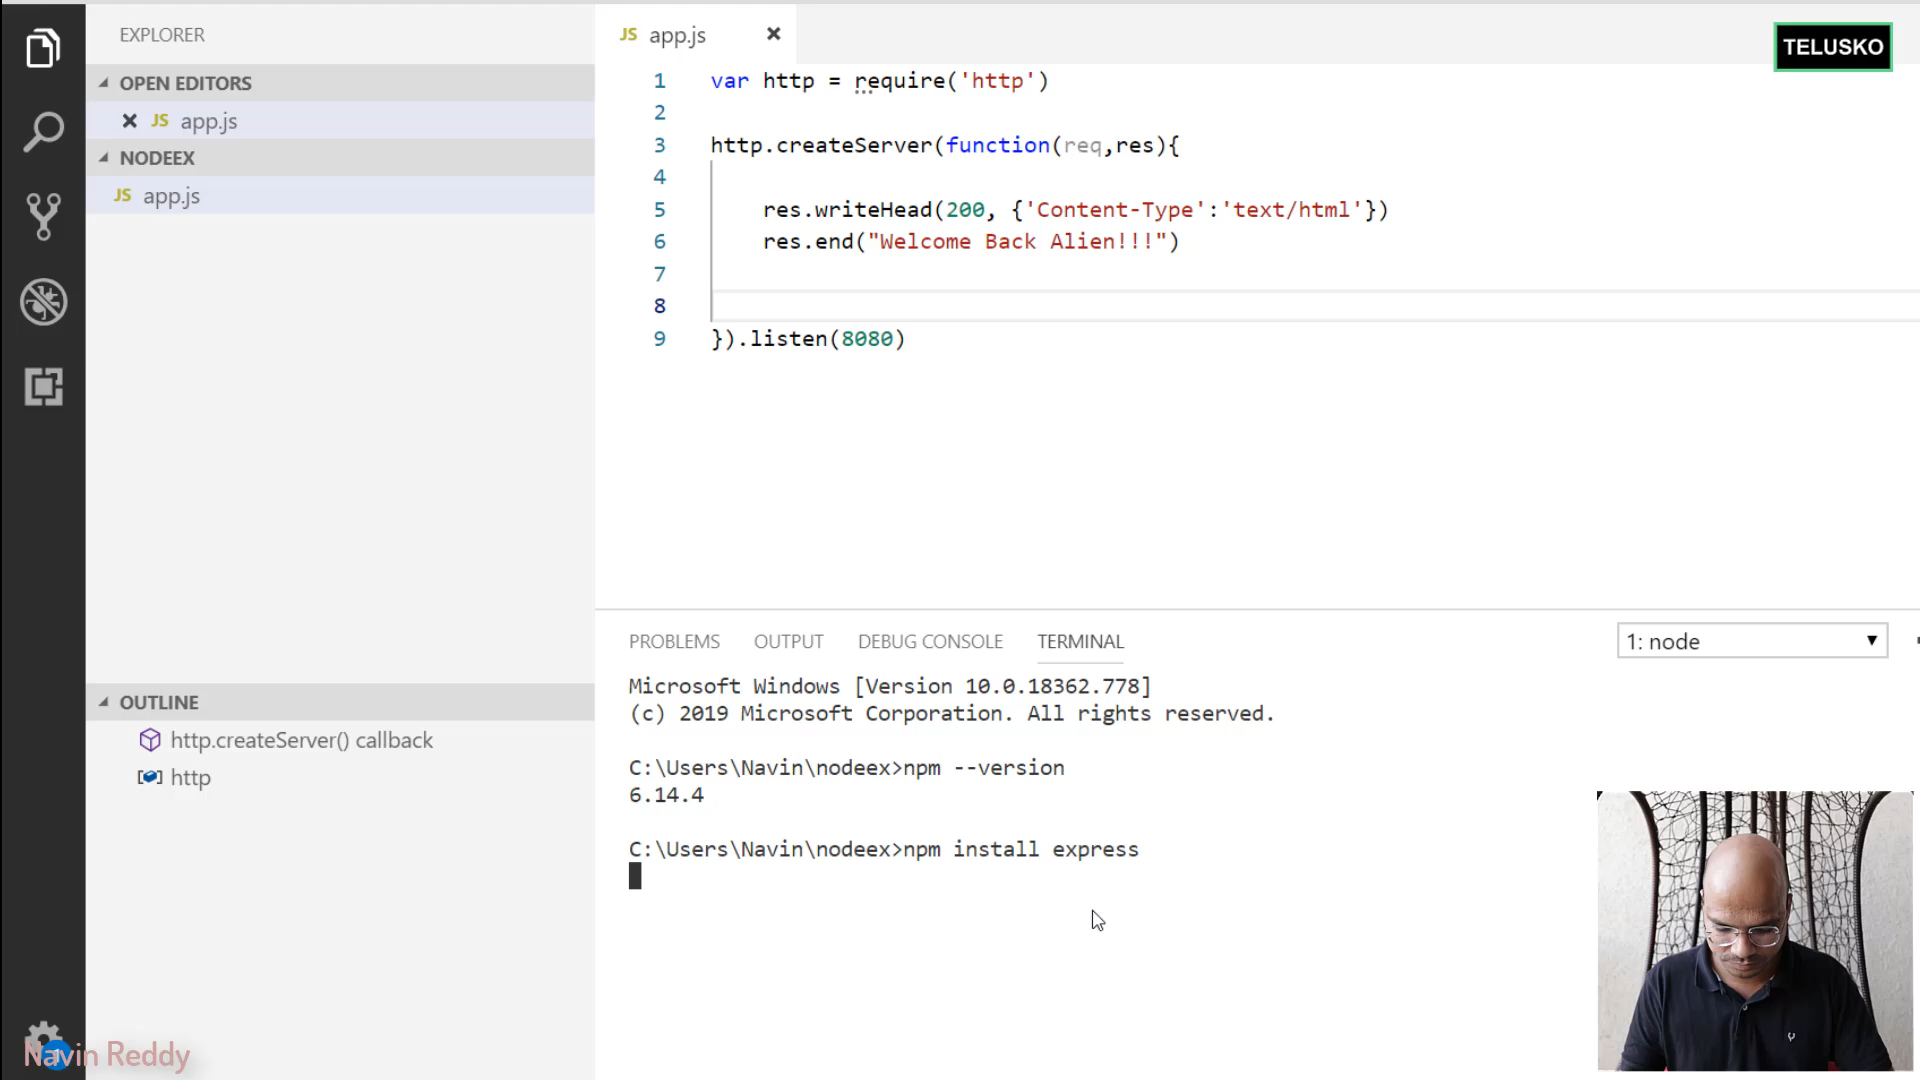 EXPLORER
OPEN EDITORS
JS app.js
NODEEX
JS app.js
OUTLINE
http.createServer() callback
http
Navin Reddy
JS app.js
TELUSKO
1 var http = require('http')
2
3 http.createServer(function(req,res){
4
5 res.writeHead(200, {'Content-Type':'text/html'})
6 res.end("Welcome Back Alien!!!")
7
8
9 }).listen(8080)
PROBLEMS OUTPUT DEBUG CONSOLE TERMINAL
1: node
Microsoft Windows [Version 10.0.18362.778]
(c) 2019 Microsoft Corporation. All rights reserved.
C:\Users\Navin\nodeex>npm --version
6.14.4
C:\Users\Navin\nodeex>npm install express